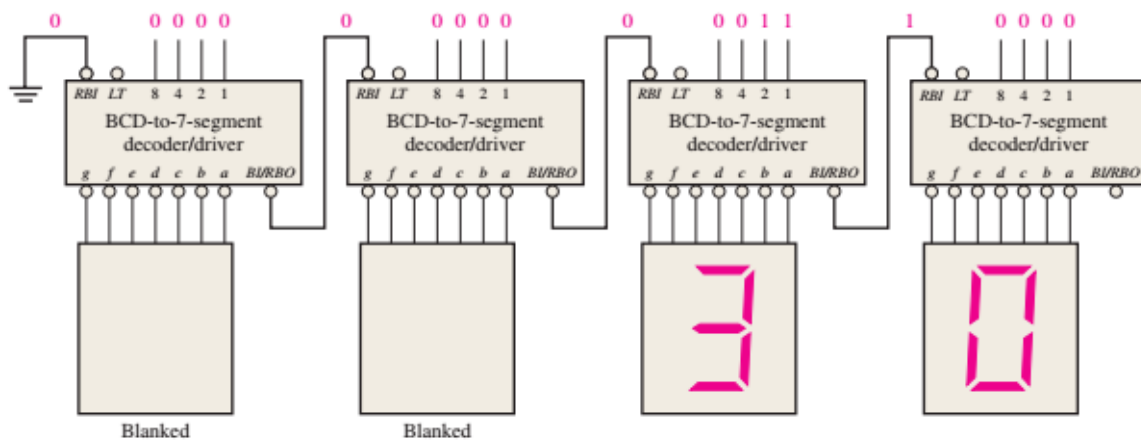 0 0 0 0 0 0 0 0 0 0 0 0 0 1 1 1 0 0 0 0
RBI LT 8 4 2 1 RBI LT 8 4 2 1 RBI LT 8 4 2 1 RBI LT 8 4 2 1
BCD-to-7-segment BCD-to-7-segment BCD-to-7-segment BCD-to-7-segment
decoder/driver decoder/driver decoder/driver decoder/driver
g f e d c b a BI/RBO g f e d c b a BI/RBO g f e d c b a BI/RBO g f e d c b a BI/RBO
3 0
Blanked Blanked